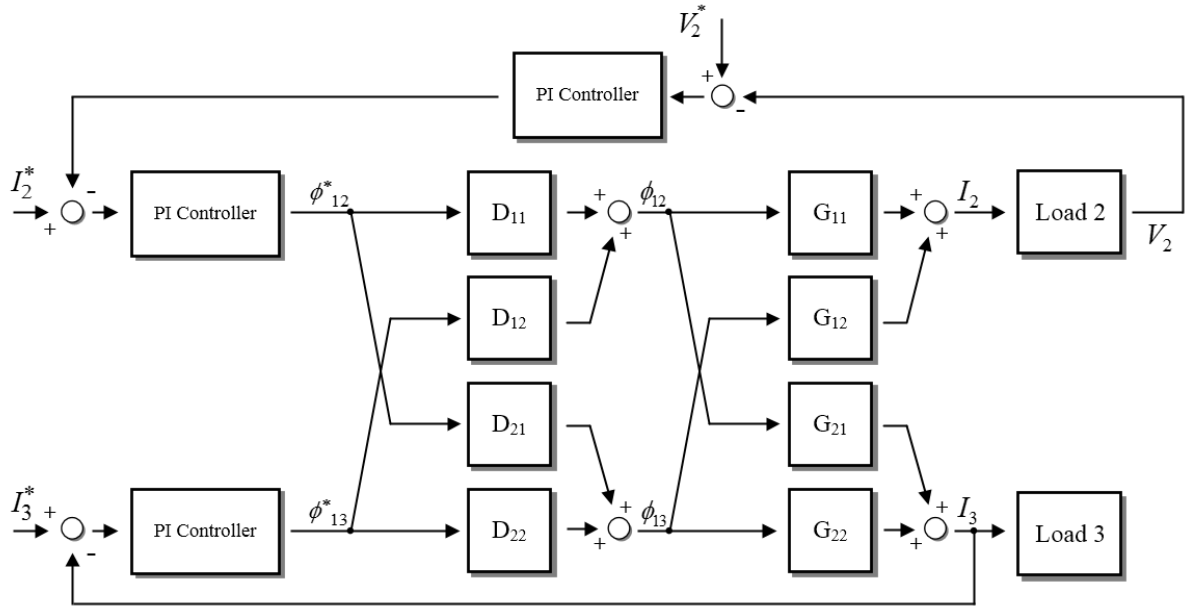 V₂*
+
PI Controller
-
I₂*
-
+
PI Controller
ϕ*₁₂
D₁₁
+
+
ϕ₁₂
G₁₁
+
+
I₂
Load 2
V₂
D₁₂
G₁₂
D₂₁
G₂₁
I₃*
+
-
PI Controller
ϕ*₁₃
D₂₂
+
+
ϕ₁₃
G₂₂
+
+
I₃
Load 3